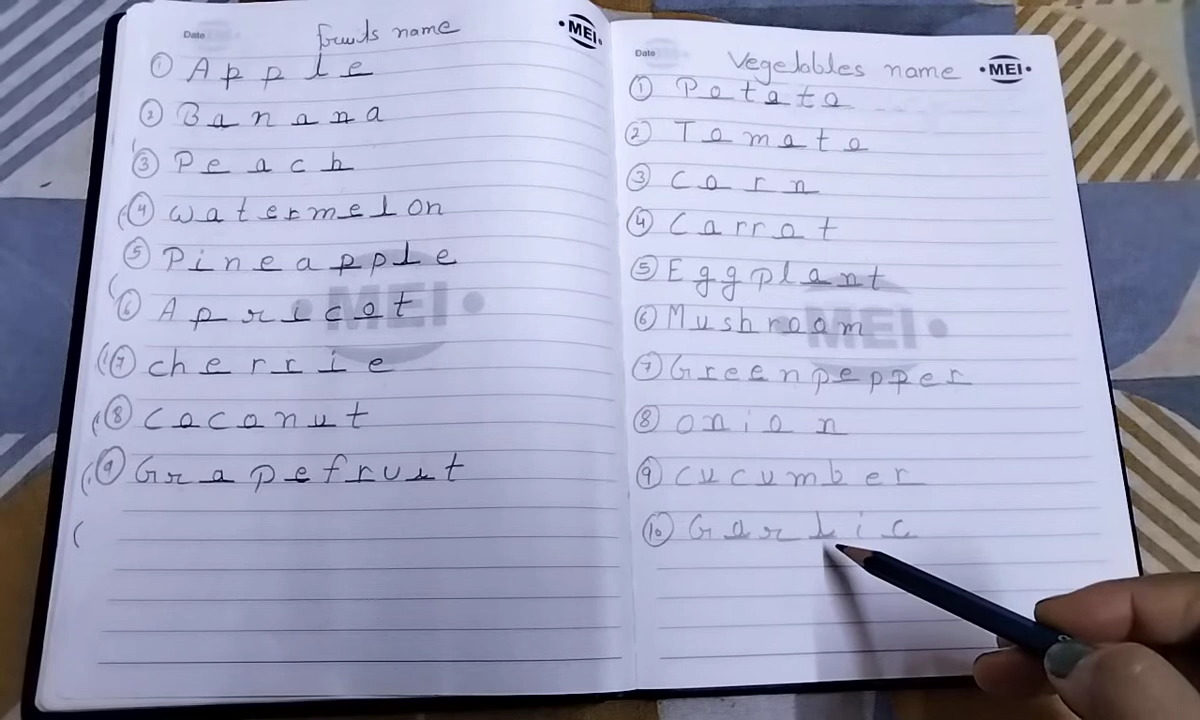 Date
Fruits name
• MEI •
① Apple
② Banana
③ Peach
④ Watermelon
⑤ Pineapple
⑥ Apricot
⑦ cherrie
⑧ Coconut
⑨ Grapefruit
MEI
Date
Vegetables name
• MEI •
① Potato
② Tomato
③ Corn
④ Carrot
⑤ Eggplant
⑥ Mushroom
⑦ Greenpepper
⑧ onion
⑨ cucumber
⑩ Garlic
MEI